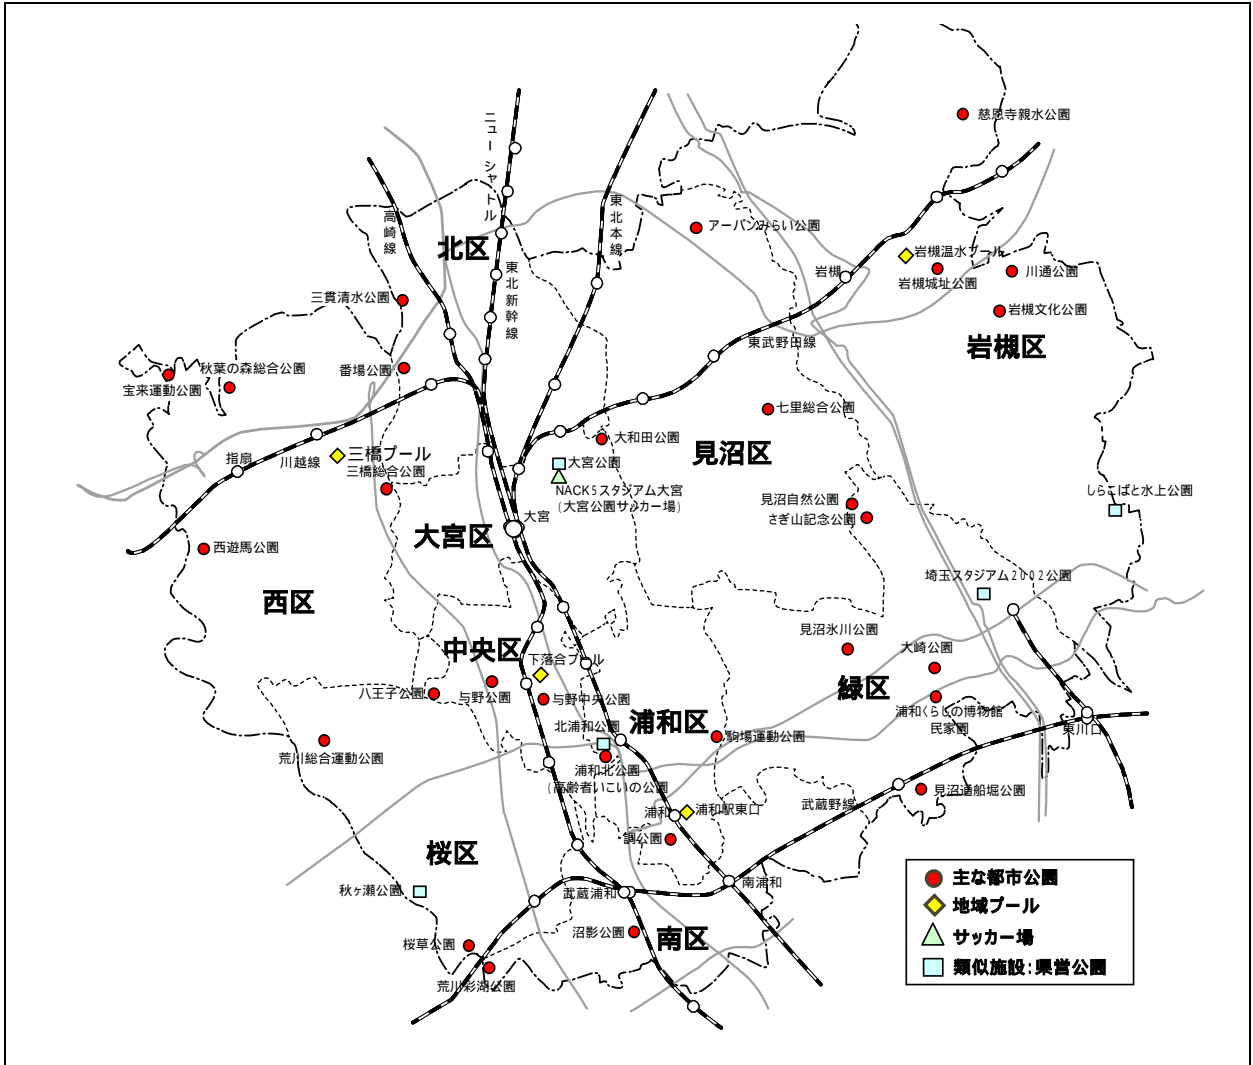 慈恩寺親水公園
ニューシャトル
高崎線
東北本線
アーバンみらい公園
北区
東北新幹線
岩槻
岩槻温水プール
岩槻城址公園
川通公園
岩槻文化公園
三貫清水公園
東武野田線
岩槻区
番場公園
秋葉の森総合公園
宝来運動公園
七里総合公園
大和田公園
見沼区
指扇
川越線
三橋プール
三橋総合公園
大宮公園
NACK5スタジアム大宮
(大宮公園サッカー場)
しらこばと水上公園
見沼自然公園
さぎ山記念公園
大宮
大宮区
西遊馬公園
埼玉スタジアム2002公園
西区
見沼氷川公園
大崎公園
中央区
下落合プール
八王子公園
与野公園
与野中央公園
緑区
浦和くらしの博物館
民家園
浦和区
北浦和公園
駒場運動公園
東川口
荒川総合運動公園
浦和北公園
(高齢者いこいの公園
見沼通船堀公園
武蔵野線
浦和
浦和駅東口
調公園
桜区
秋ヶ瀬公園
武蔵浦和
南浦和
沼影公園
南区
桜草公園
荒川彩湖公園
主な都市公園
地域プール
サッカー場
類似施設:県営公園